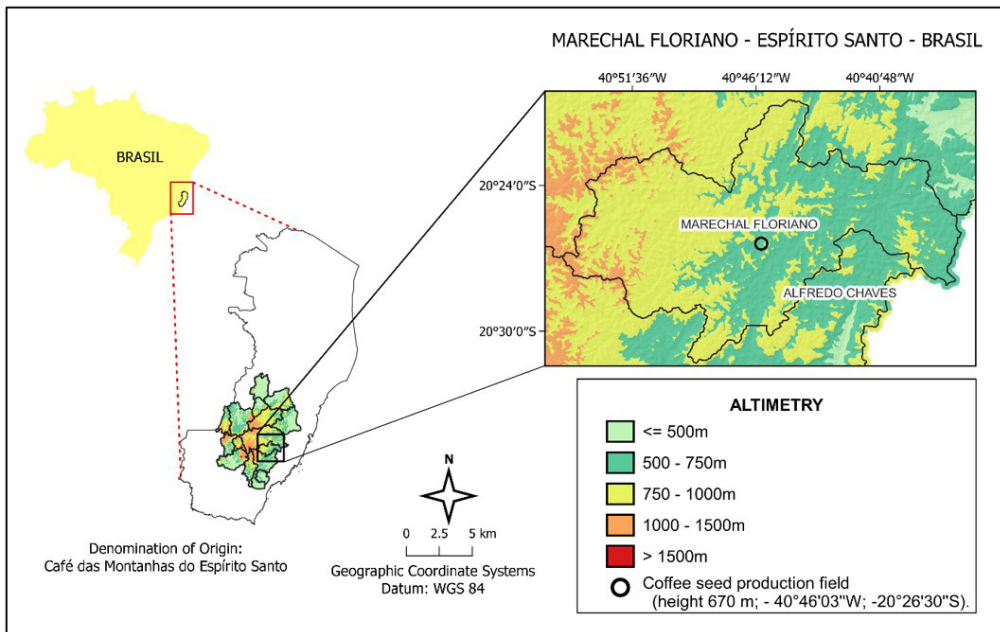 MARECHAL FLORIANO - ESPÍRITO SANTO - BRASIL
40°51'36"W 40°46'12"W 40°40'48"W
BRASIL
20°24'0"S
MARECHAL FLORIANO
ALFREDO CHAVES
20°30'0"S
ALTIMETRY
<= 500m
500 - 750m
750 - 1000m
1000 - 1500m
> 1500m
Coffee seed production field
(height 670 m; - 40°46'03"W; -20°26'30"S).
N
0 2.5 5 km
Geographic Coordinate Systems
Datum: WGS 84
Denomination of Origin:
Café das Montanhas do Espírito Santo